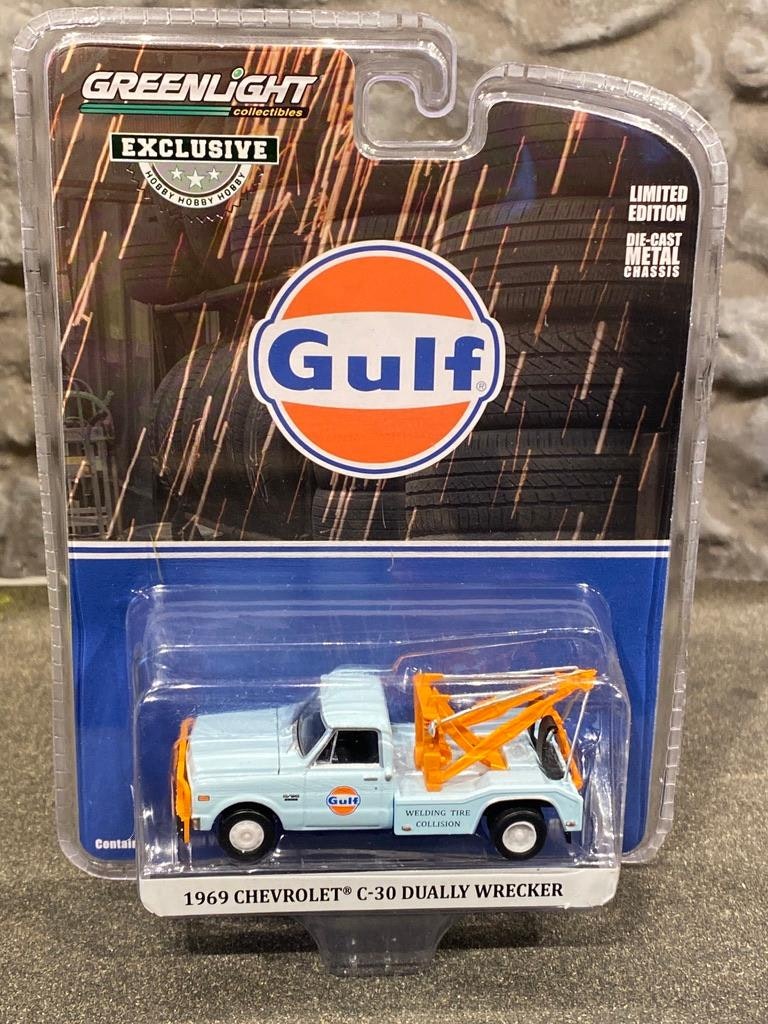 GREENLIGHT
collectibles
EXCLUSIVE
HOBBY HOBBY HOBBY
LIMITED
EDITION
DIE-CAST
METAL
CHASSIS
Gulf®
Gulf
WELDING TIRE
COLLISION
Contai
1969 CHEVROLET® C-30 DUALLY WRECKER